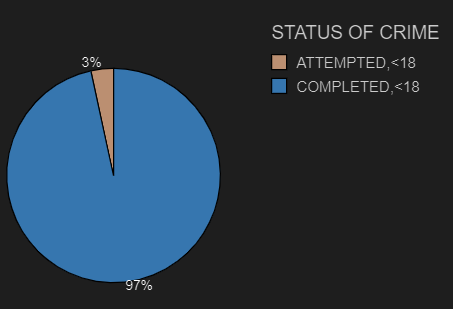 STATUS OF CRIME
3%
ATTEMPTED,<18
COMPLETED,<18
97%